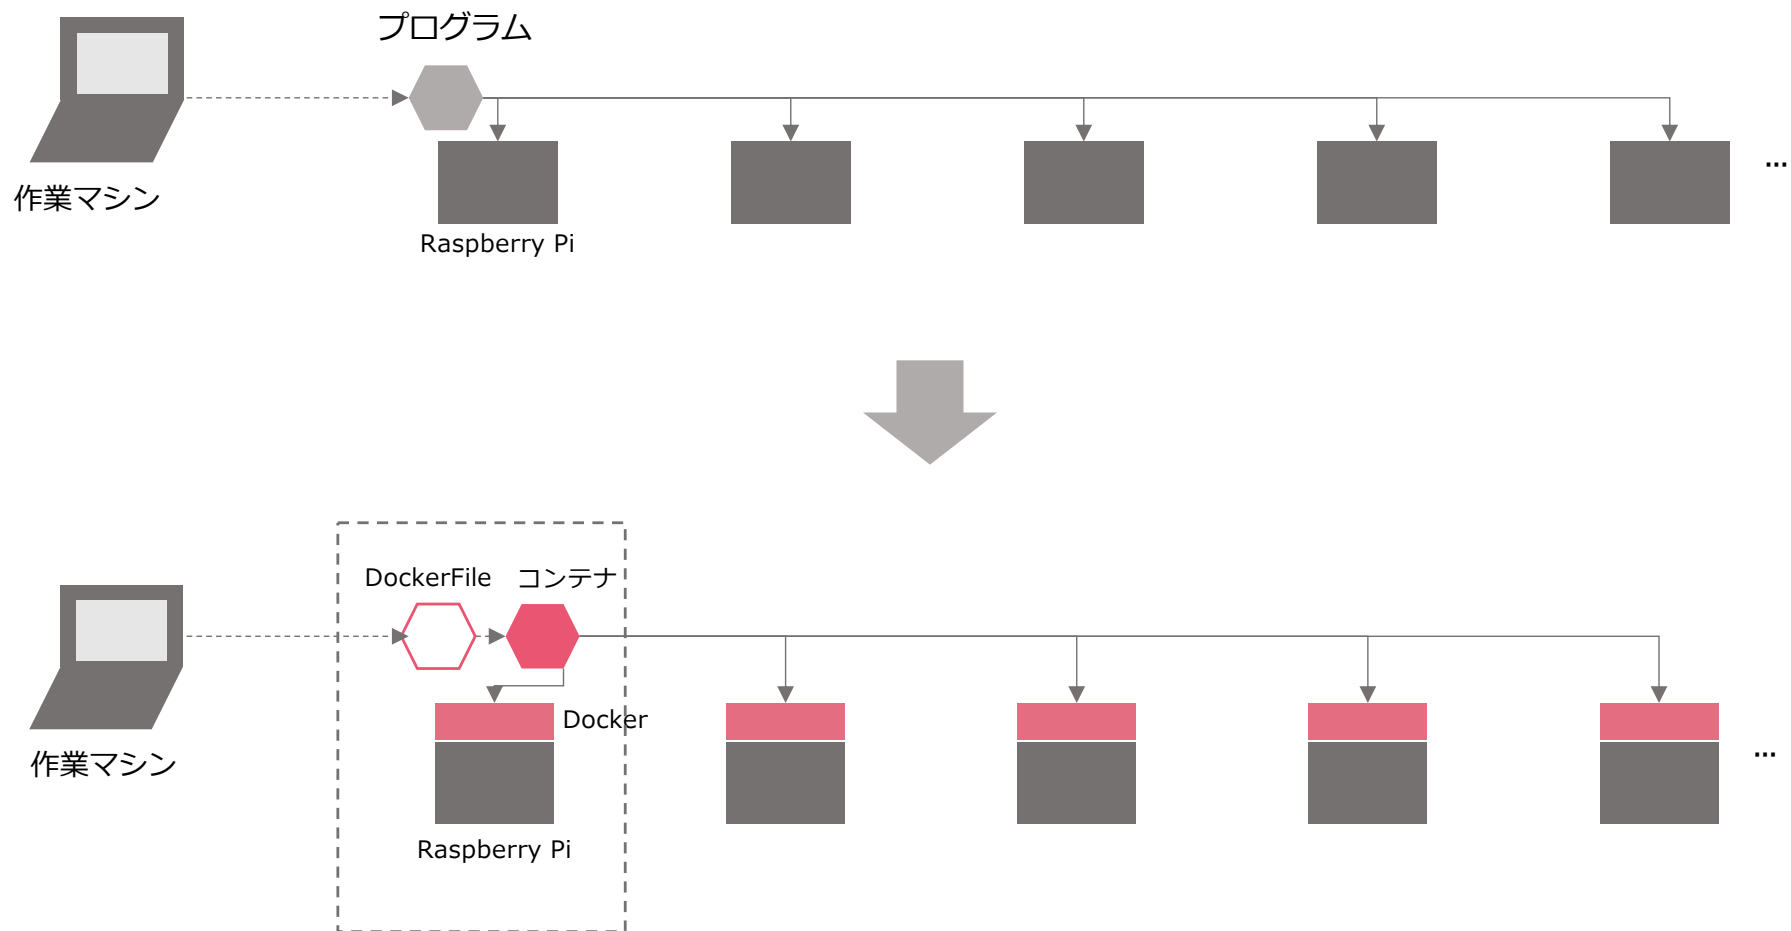 プログラム
作業マシン
Raspberry Pi
...
DockerFile
コンテナ
Docker
作業マシン
Raspberry Pi
...